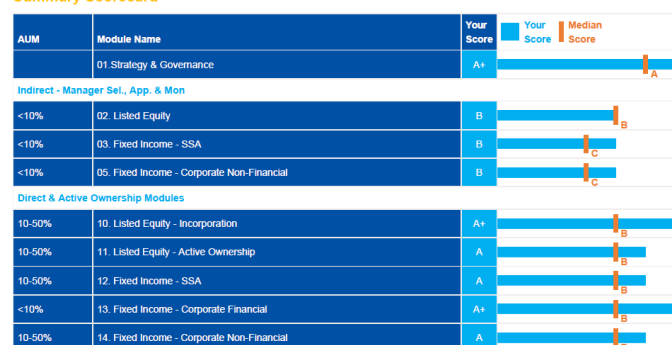 Summary Scorecard
AUM Module Name Your Score Your Score Median Score
01.Strategy & Governance A+ A
Indirect - Manager Sel., App. & Mon
<10% 02. Listed Equity B B
<10% 03. Fixed Income - SSA B C
<10% 05. Fixed Income - Corporate Non-Financial B C
Direct & Active Ownership Modules
10-50% 10. Listed Equity - Incorporation A+ B
10-50% 11. Listed Equity - Active Ownership A B
10-50% 12. Fixed Income - SSA A B
<10% 13. Fixed Income - Corporate Financial A+ B
10-50% 14. Fixed Income - Corporate Non-Financial A